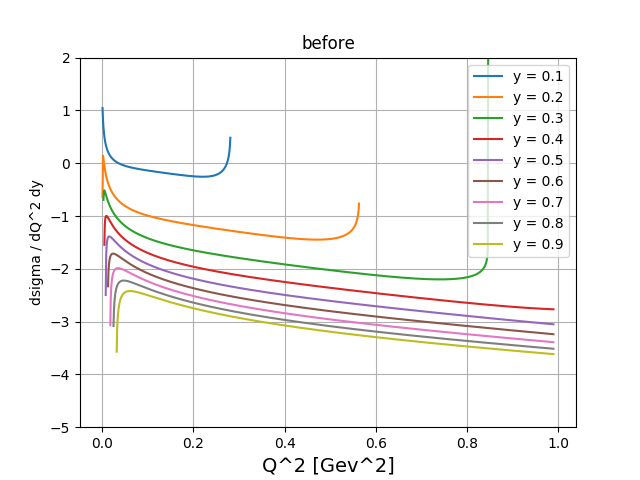 before
dsigma / dQ^2 dy
2
1
0
−1
−2
−3
−4
−5
0.0 0.2 0.4 0.6 0.8 1.0
Q^2 [Gev^2]
y = 0.1
y = 0.2
y = 0.3
y = 0.4
y = 0.5
y = 0.6
y = 0.7
y = 0.8
y = 0.9